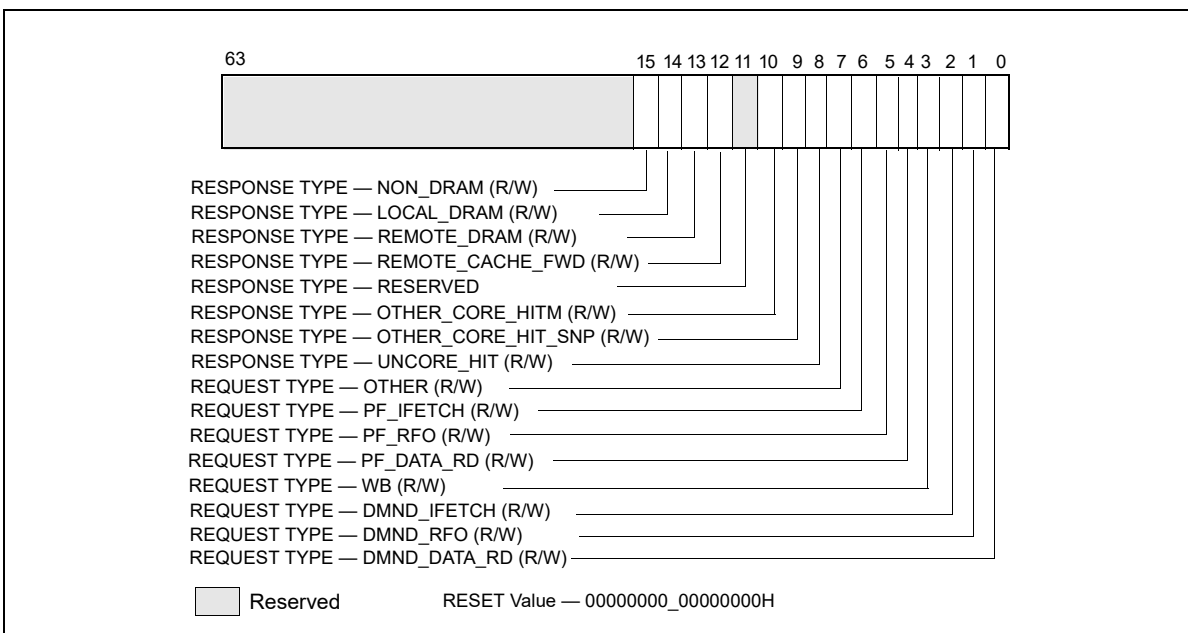 63 15 14 13 12 11 10 9 8 7 6 5 4 3 2 1 0
RESPONSE TYPE — NON_DRAM (R/W)
RESPONSE TYPE — LOCAL_DRAM (R/W)
RESPONSE TYPE — REMOTE_DRAM (R/W)
RESPONSE TYPE — REMOTE_CACHE_FWD (R/W)
RESPONSE TYPE — RESERVED
RESPONSE TYPE — OTHER_CORE_HITM (R/W)
RESPONSE TYPE — OTHER_CORE_HIT_SNP (R/W)
RESPONSE TYPE — UNCORE_HIT (R/W)
REQUEST TYPE — OTHER (R/W)
REQUEST TYPE — PF_IFETCH (R/W)
REQUEST TYPE — PF_RFO (R/W)
REQUEST TYPE — PF_DATA_RD (R/W)
REQUEST TYPE — WB (R/W)
REQUEST TYPE — DMND_IFETCH (R/W)
REQUEST TYPE — DMND_RFO (R/W)
REQUEST TYPE — DMND_DATA_RD (R/W)
Reserved RESET Value — 00000000_00000000H